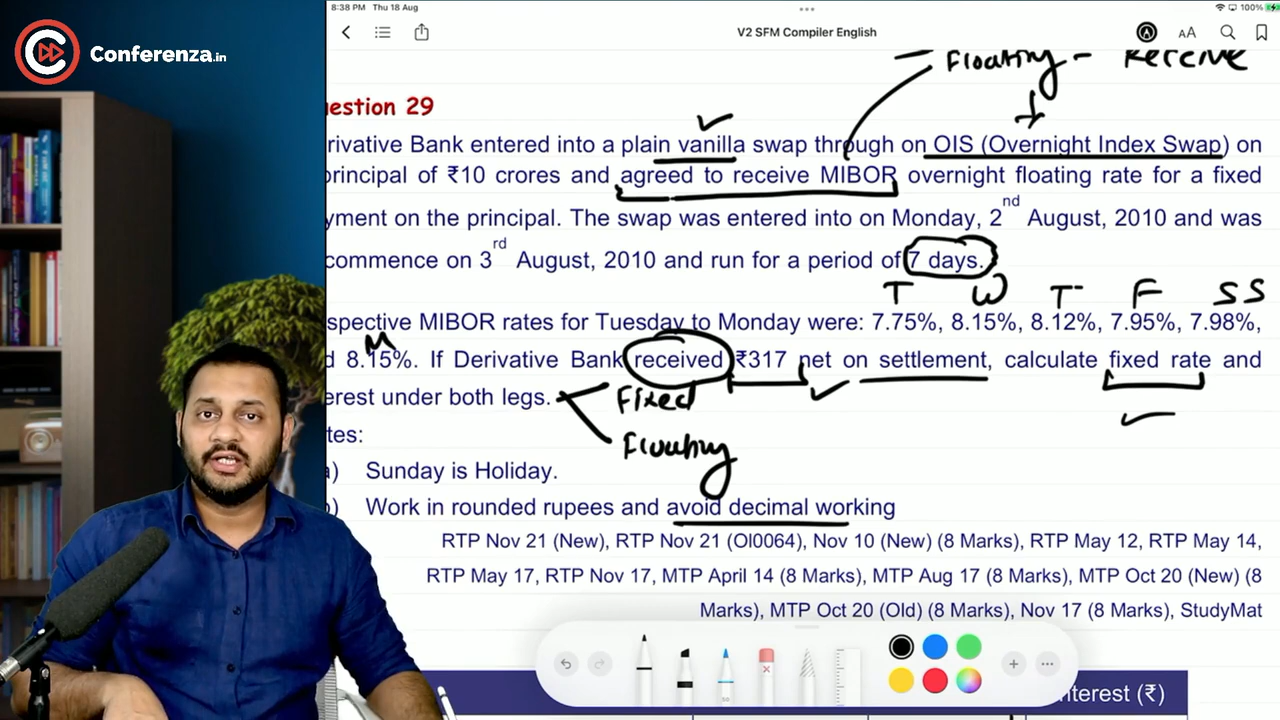 8:38 PM Thu 18 Aug
100%
Conferenza.in
V2 SFM Compiler English
– Floating – Receive
uestion 29
rivative Bank entered into a plain vanilla swap through on OIS (Overnight Index Swap) on
principal of ₹10 crores and agreed to receive MIBOR overnight floating rate for a fixed
yment on the principal. The swap was entered into on Monday, 2nd August, 2010 and was
commence on 3rd August, 2010 and run for a period of 7 days.
T W T F SS
spective MIBOR rates for Tuesday to Monday were: 7.75%, 8.15%, 8.12%, 7.95%, 7.98%,
M
d 8.15%. If Derivative Bank received ₹317 net on settlement, calculate fixed rate and
erest under both legs.
Fixed
Floating
tes:
) Sunday is Holiday.
) Work in rounded rupees and avoid decimal working
RTP Nov 21 (New), RTP Nov 21 (Ol0064), Nov 10 (New) (8 Marks), RTP May 12, RTP May 14,
RTP May 17, RTP Nov 17, MTP April 14 (8 Marks), MTP Aug 17 (8 Marks), MTP Oct 20 (New) (8
Marks), MTP Oct 20 (Old) (8 Marks), Nov 17 (8 Marks), StudyMat
nterest (₹)